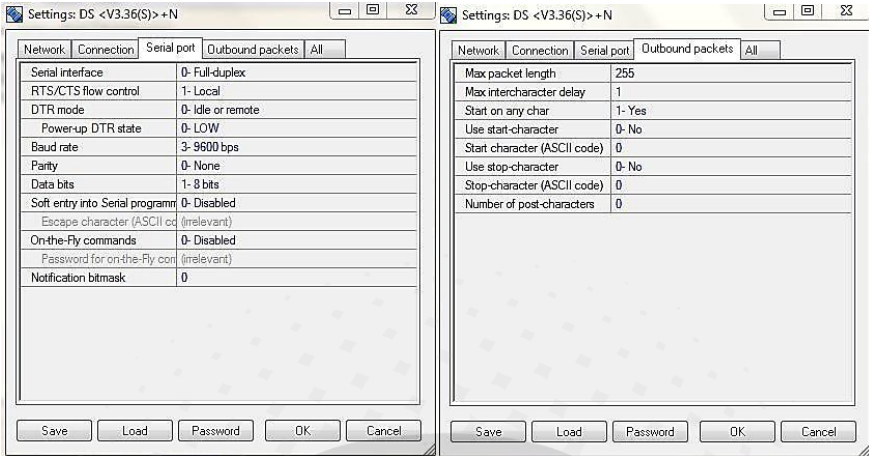 Settings: DS <V3.36(S)>+N
Network Connection Serial port Outbound packets All
Serial interface 0- Full-duplex
RTS/CTS flow control 1- Local
DTR mode 0- Idle or remote
Power-up DTR state 0- LOW
Baud rate 3- 9600 bps
Parity 0- None
Data bits 1- 8 bits
Soft entry into Serial programm 0- Disabled
Escape character (ASCII cc (irrelevant)
On-the-Fly commands 0- Disabled
Password for on-the-Fly com (irrelevant)
Notification bitmask 0
Save Load Password OK Cancel
Settings: DS <V3.36(S)>+N
Network Connection Serial port Outbound packets All
Max packet length 255
Max intercharacter delay 1
Start on any char 1- Yes
Use start-character 0- No
Start character (ASCII code) 0
Use stop-character 0- No
Stop-character (ASCII code) 0
Number of post-characters 0
Save Load Password OK Cancel